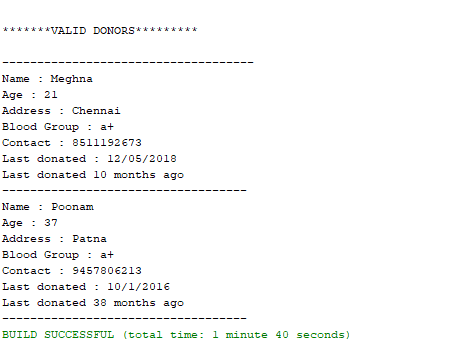 *******VALID DONORS*********
------------------------------------
Name : Meghna
Age : 21
Address : Chennai
Blood Group : a+
Contact : 8511192673
Last donated : 12/05/2018
Last donated 10 months ago
-----------------------------------
Name : Poonam
Age : 37
Address : Patna
Blood Group : a+
Contact : 9457806213
Last donated : 10/1/2016
Last donated 38 months ago
-----------------------------------
BUILD SUCCESSFUL (total time: 1 minute 40 seconds)